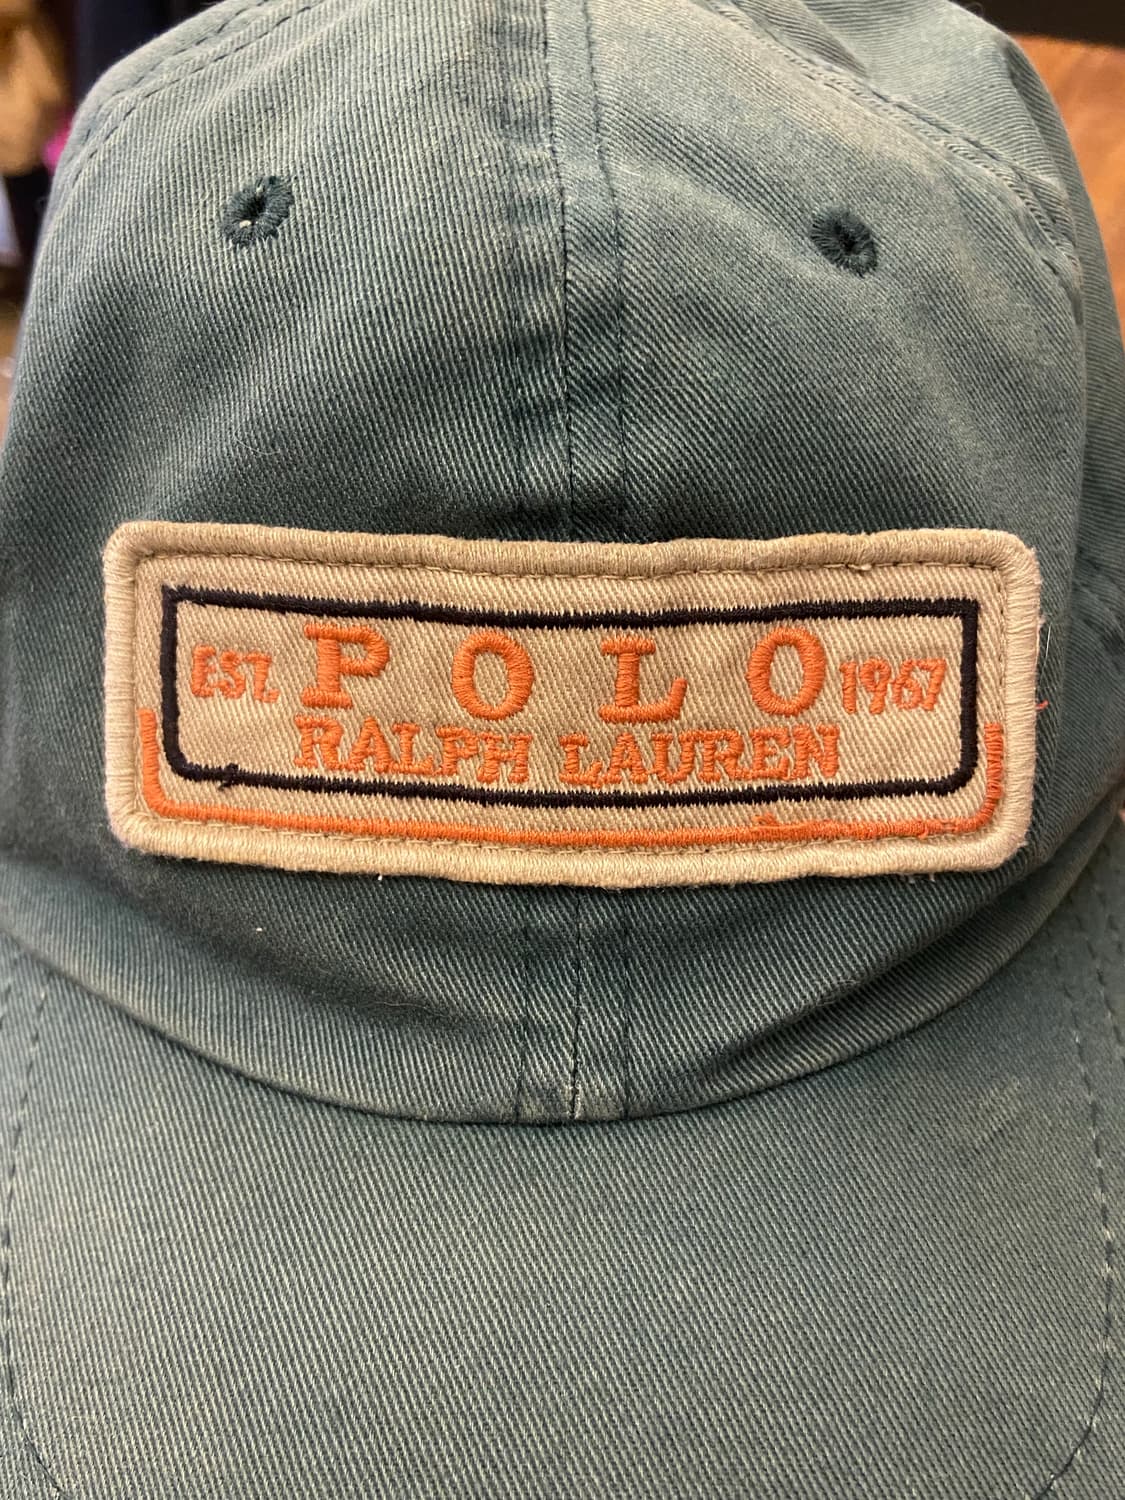 EST. POLO 1967
RALPH LAUREN